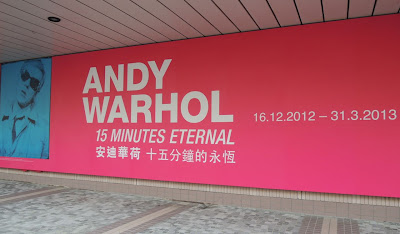 ANDY
WARHOL
15 MINUTES ETERNAL
安迪華荷 十五分鐘的永恆
16.12.2012 – 31.3.2013